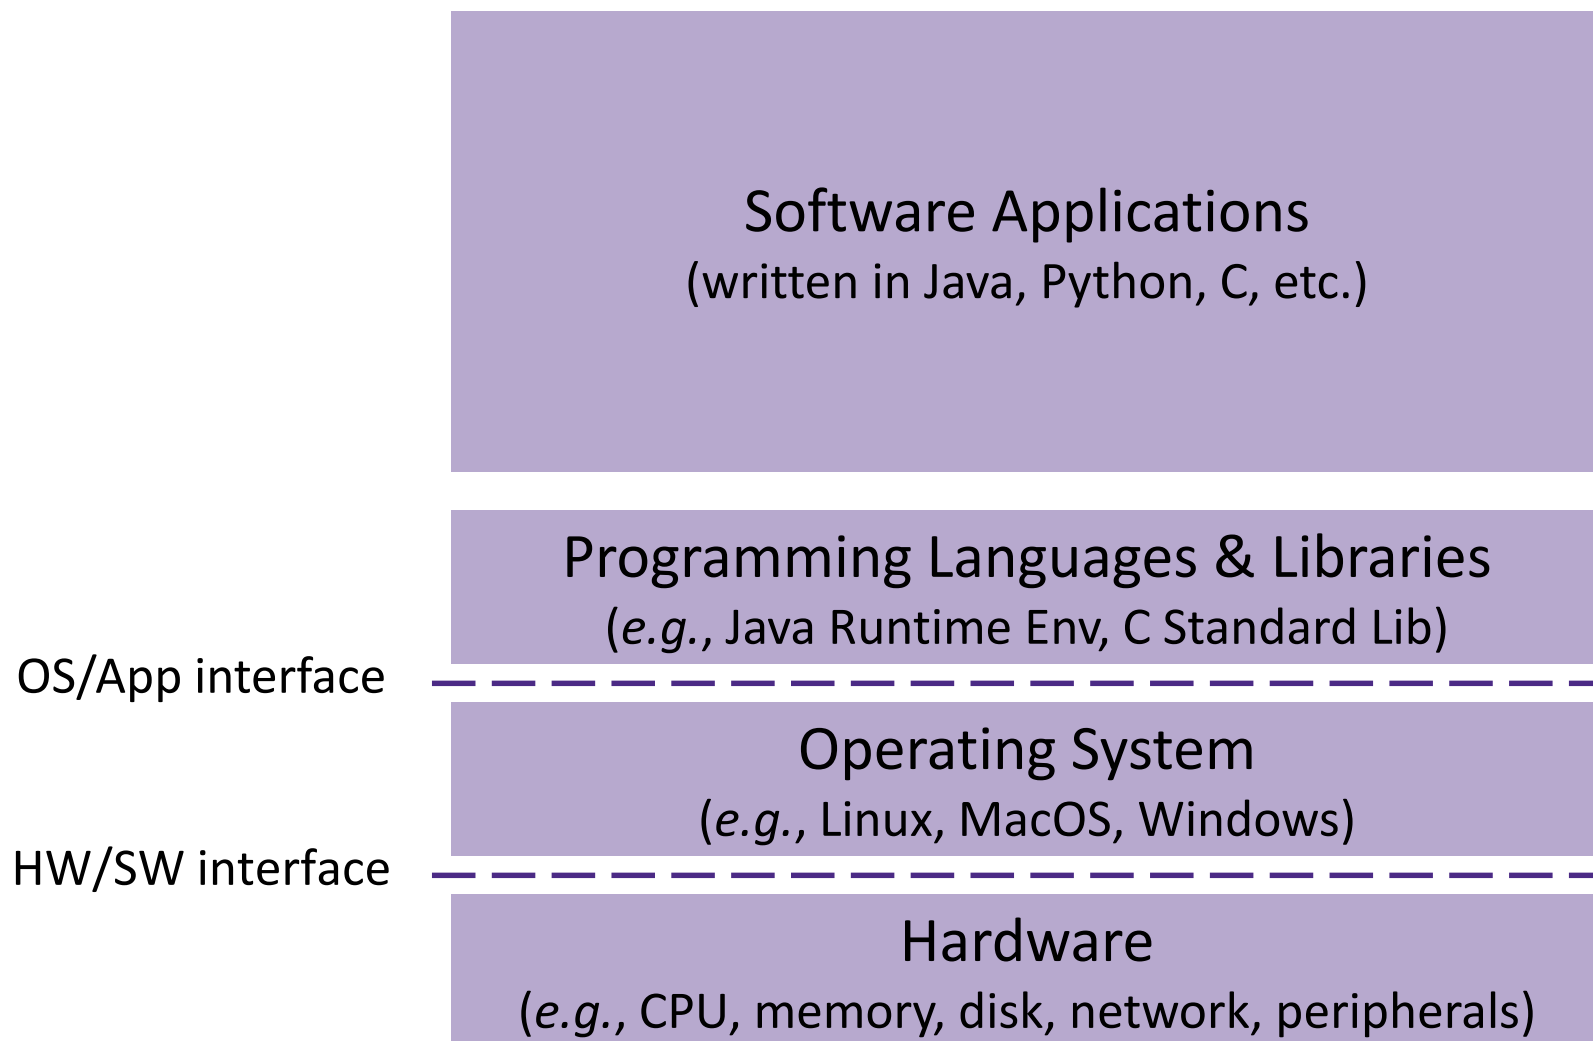 Software Applications
(written in Java, Python, C, etc.)
Programming Languages & Libraries
(e.g., Java Runtime Env, C Standard Lib)
OS/App interface
Operating System
(e.g., Linux, MacOS, Windows)
HW/SW interface
Hardware
(e.g., CPU, memory, disk, network, peripherals)